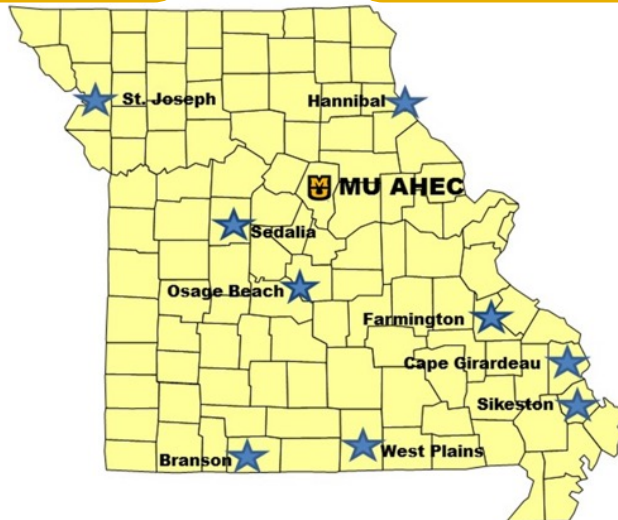 St. Joseph
Hannibal
MU AHEC
Sedalia
Osage Beach
Farmington
Cape Girardeau
Sikeston
West Plains
Branson